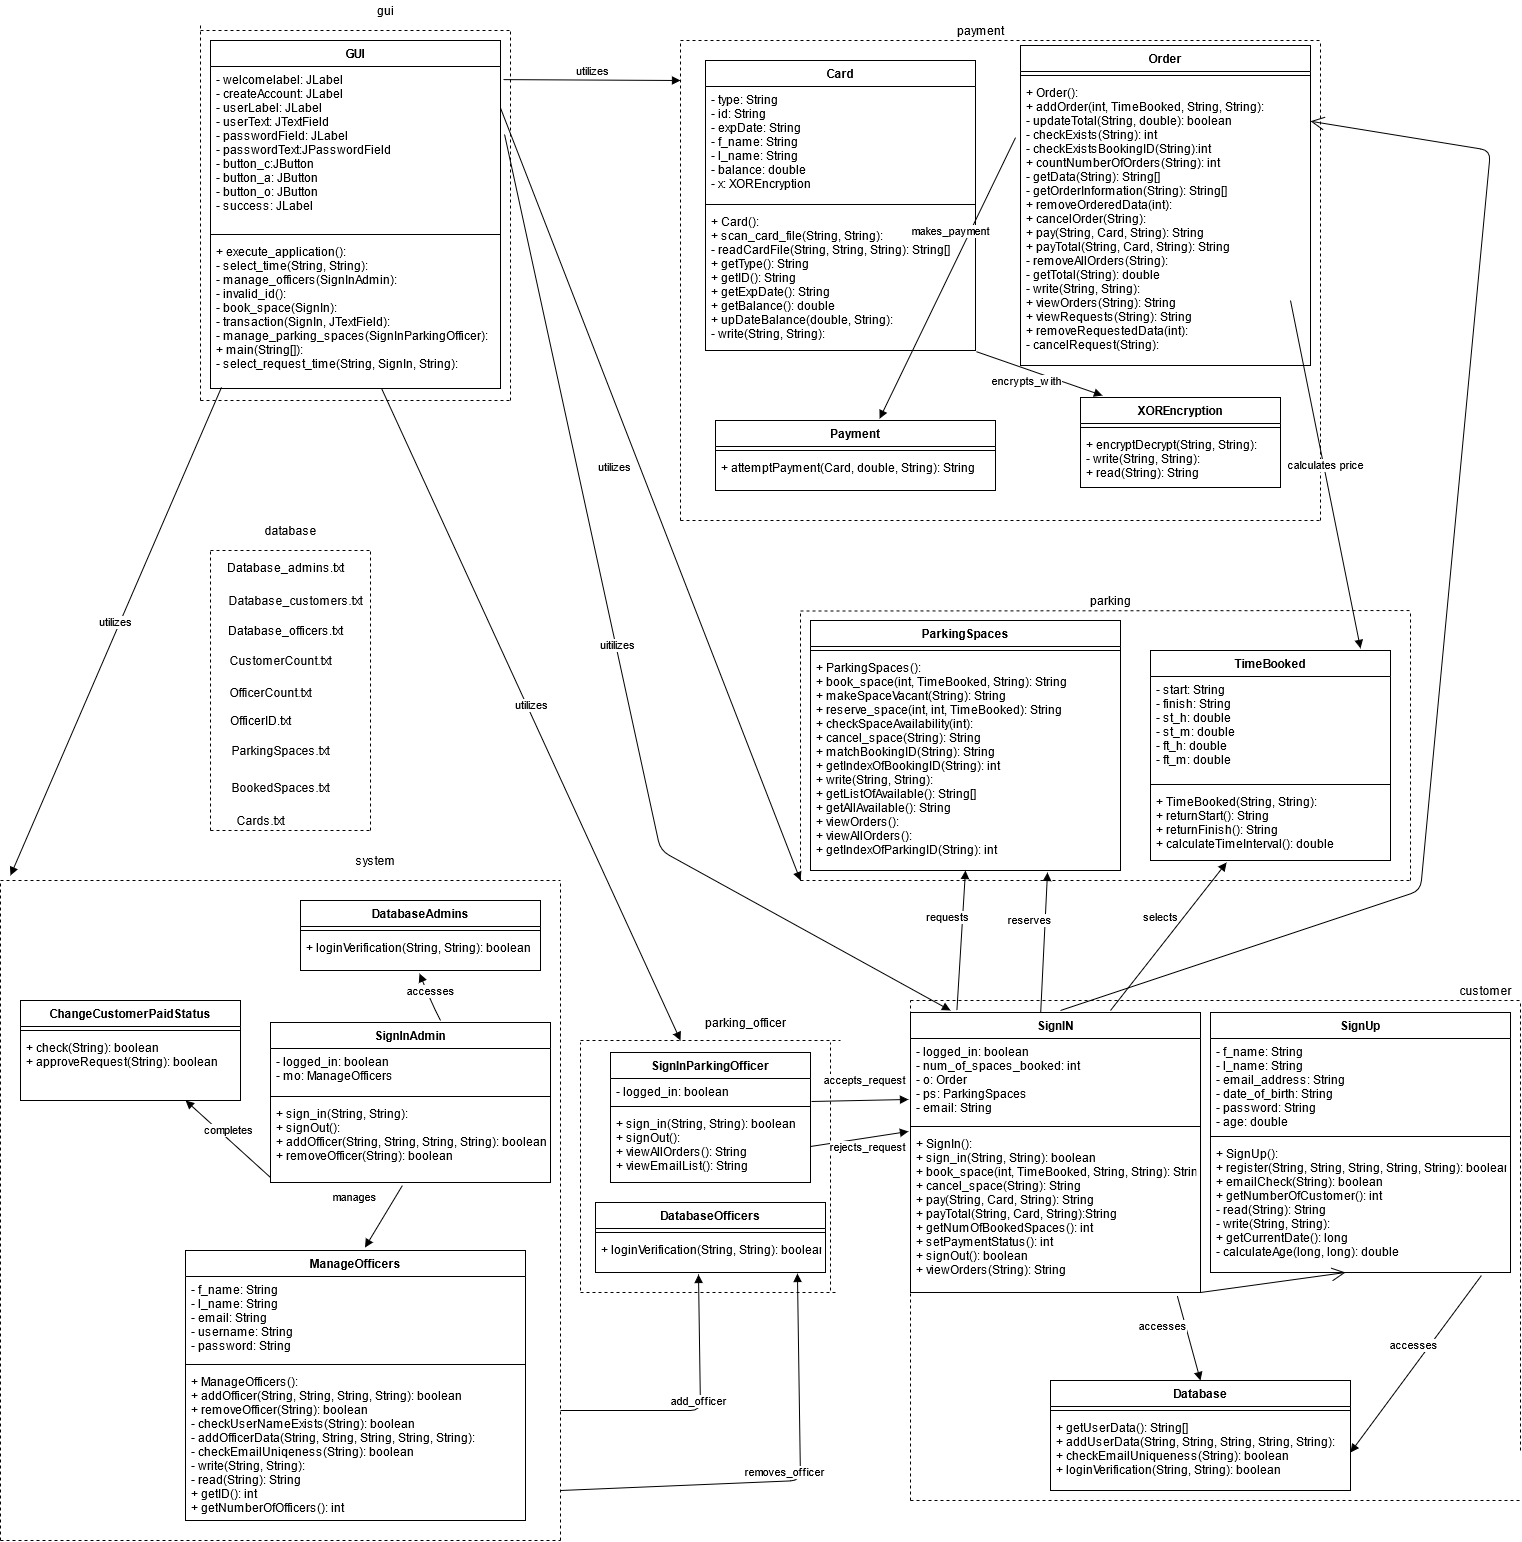 gui
GUI
- welcomelabel: JLabel
- createAccount: JLabel
- userLabel: JLabel
- userText: JTextField
- passwordField: JLabel
- passwordText:JPasswordField
- button_c:JButton
- button_a: JButton
- button_o: JButton
- success: JLabel
+ execute_application():
- select_time(String, String):
- manage_officers(SignInAdmin):
- invalid_id():
- book_space(SignIn):
- transaction(SignIn, JTextField):
- manage_parking_spaces(SignInParkingOfficer):
+ main(String[]):
- select_request_time(String, SignIn, String):
utilizes
payment
Card
- type: String
- id: String
- expDate: String
- f_name: String
- l_name: String
- balance: double
- x: XOREncryption
+ Card():
+ scan_card_file(String, String):
- readCardFile(String, String, String): String[]
+ getType(): String
+ getID(): String
+ getExpDate(): String
+ getBalance(): double
+ upDateBalance(double, String):
- write(String, String):
Order
+ Order():
+ addOrder(int, TimeBooked, String, String):
- updateTotal(String, double): boolean
- checkExists(String): int
- checkExistsBookingID(String):int
+ countNumberOfOrders(String): int
- getData(String): String[]
- getOrderInformation(String): String[]
+ removeOrderedData(int):
+ cancelOrder(String):
+ pay(String, Card, String): String
+ payTotal(String, Card, String): String
- removeAllOrders(String):
- getTotal(String): double
- write(String, String):
+ viewOrders(String): String
+ viewRequests(String): String
+ removeRequestedData(int):
- cancelRequest(String):
makes_payment
encrypts_with
Payment
+ attemptPayment(Card, double, String): String
XOREncryption
+ encryptDecrypt(String, String):
- write(String, String):
+ read(String): String
calculates price
utilizes
database
Database_admins.txt
Database_customers.txt
Database_officers.txt
CustomerCount.txt
OfficerCount.txt
OfficerID.txt
ParkingSpaces.txt
BookedSpaces.txt
Cards.txt
utilizes
uitilizes
utilizes
parking
ParkingSpaces
+ ParkingSpaces():
+ book_space(int, TimeBooked, String): String
+ makeSpaceVacant(String): String
+ reserve_space(int, int, TimeBooked): String
+ checkSpaceAvailability(int):
+ cancel_space(String): String
+ matchBookingID(String): String
+ getIndexOfBookingID(String): int
+ write(String, String):
+ getListOfAvailable(): String[]
+ getAllAvailable(): String
+ viewOrders():
+ viewAllOrders():
+ getIndexOfParkingID(String): int
TimeBooked
- start: String
- finish: String
- st_h: double
- st_m: double
- ft_h: double
- ft_m: double
+ TimeBooked(String, String):
+ returnStart(): String
+ returnFinish(): String
+ calculateTimeInterval(): double
requests
reserves
selects
system
DatabaseAdmins
+ loginVerification(String, String): boolean
accesses
ChangeCustomerPaidStatus
+ check(String): boolean
+ approveRequest(String): boolean
SignInAdmin
- logged_in: boolean
- mo: ManageOfficers
+ sign_in(String, String):
+ signOut():
+ addOfficer(String, String, String, String): boolean
+ removeOfficer(String): boolean
completes
manages
ManageOfficers
- f_name: String
- l_name: String
- email: String
- username: String
- password: String
+ ManageOfficers():
+ addOfficer(String, String, String, String): boolean
+ removeOfficer(String): boolean
- checkUserNameExists(String): boolean
- addOfficerData(String, String, String, String, String):
- checkEmailUniqeness(String): boolean
- write(String, String):
- read(String): String
+ getID(): int
+ getNumberOfOfficers(): int
parking_officer
SignInParkingOfficer
- logged_in: boolean
+ sign_in(String, String): boolean
+ signOut():
+ viewAllOrders(): String
+ viewEmailList(): String
accepts_request
rejects_request
DatabaseOfficers
+ loginVerification(String, String): boolean
add_officer
removes_officer
customer
SignIN
- logged_in: boolean
- num_of_spaces_booked: int
- o: Order
- ps: ParkingSpaces
- email: String
+ SignIn():
+ sign_in(String, String): boolean
+ book_space(int, TimeBooked, String, String): Strin
+ cancel_space(String): String
+ pay(String, Card, String): String
+ payTotal(String, Card, String):String
+ getNumOfBookedSpaces(): int
+ setPaymentStatus(): int
+ signOut(): boolean
+ viewOrders(String): String
SignUp
- f_name: String
- l_name: String
- email_address: String
- date_of_birth: String
- password: String
- age: double
+ SignUp():
+ register(String, String, String, String, String): boolean
+ emailCheck(String): boolean
+ getNumberOfCustomer(): int
- read(String): String
- write(String, String):
+ getCurrentDate(): long
- calculateAge(long, long): double
accesses
accesses
Database
+ getUserData(): String[]
+ addUserData(String, String, String, String, String):
+ checkEmailUniqueness(String): boolean
+ loginVerification(String, String): boolean